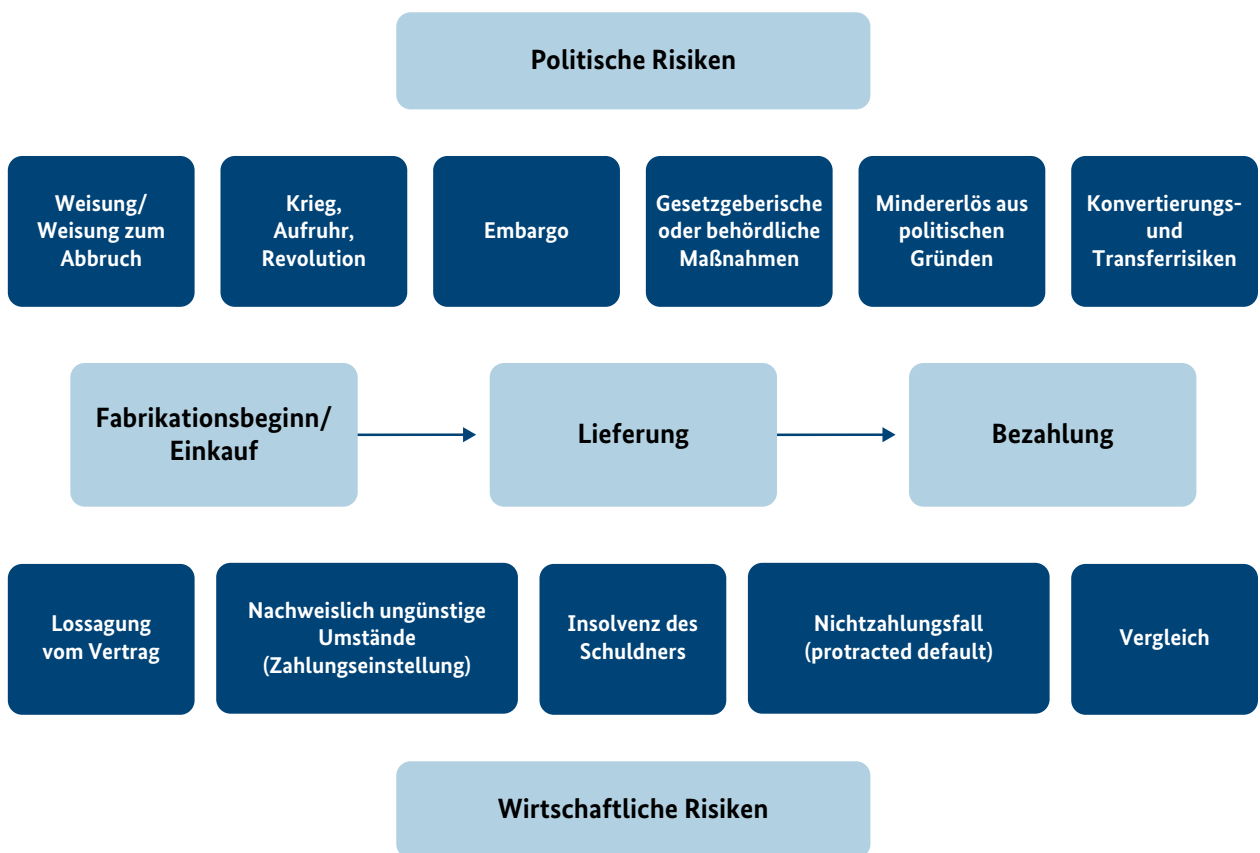 Politische Risiken
Weisung/
Weisung zum
Abbruch
Krieg,
Aufruhr,
Revolution
Embargo
Gesetzgeberische
oder behördliche
Maßnahmen
Mindererlös aus
politischen
Gründen
Konvertierungs-
und
Transferrisiken
Fabrikationsbeginn/
Einkauf
Lieferung
Bezahlung
Lossagung
vom Vertrag
Nachweislich ungünstige
Umstände
(Zahlungseinstellung)
Insolvenz des
Schuldners
Nichtzahlungsfall
(protracted default)
Vergleich
Wirtschaftliche Risiken